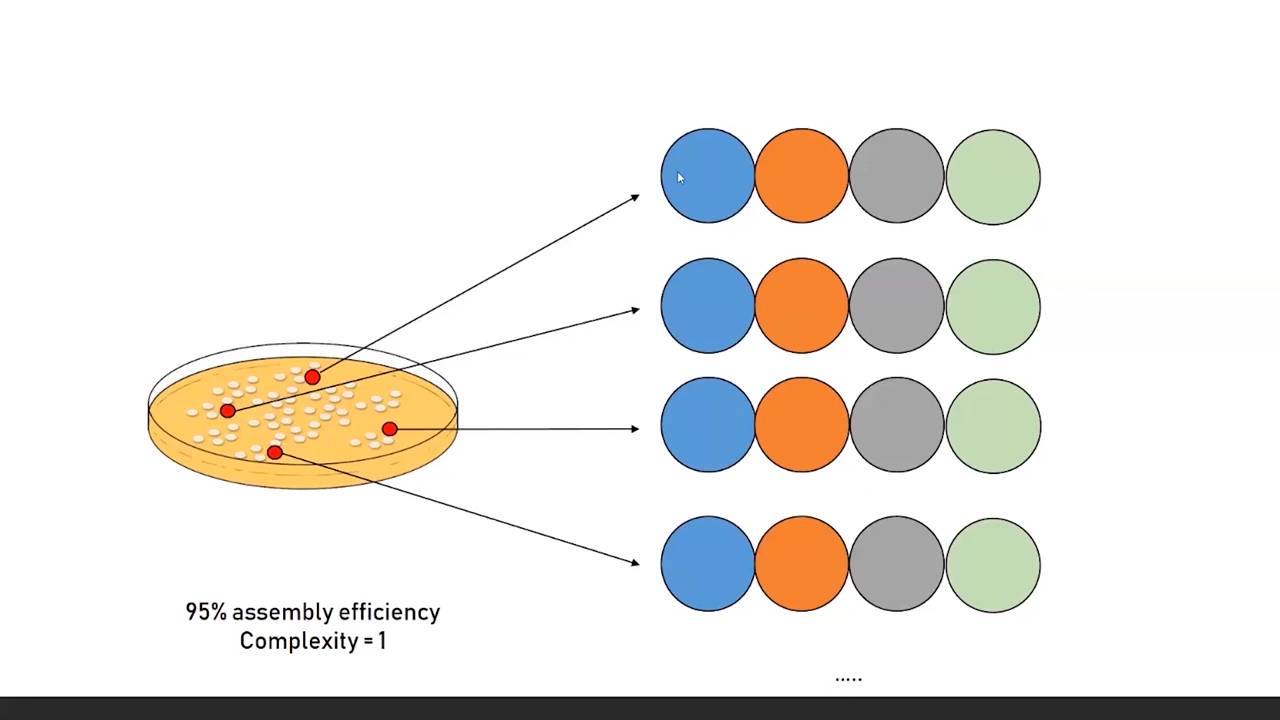 95% assembly efficiency
Complexity = 1
.....